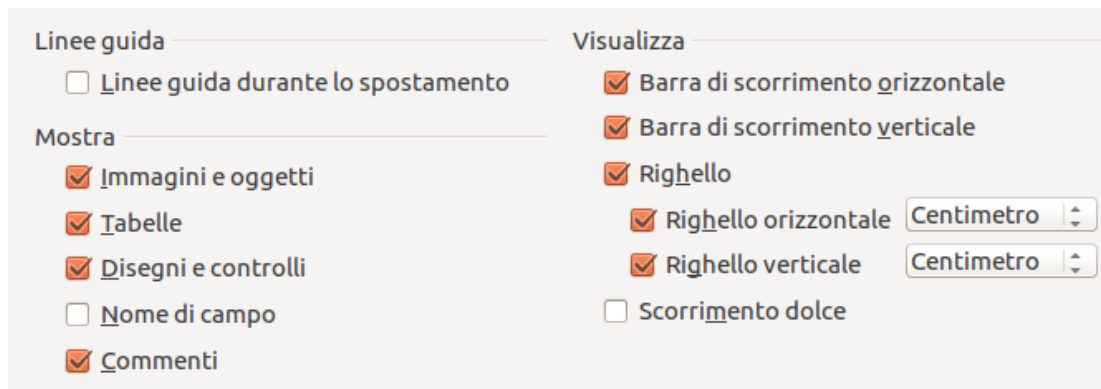 Linee guida
Linee guida durante lo spostamento
Mostra
Immagini e oggetti
Tabelle
Disegni e controlli
Nome di campo
Commenti
Visualizza
Barra di scorrimento orizzontale
Barra di scorrimento verticale
Righello
Righello orizzontale Centimetro
Righello verticale Centimetro
Scorrimento dolce